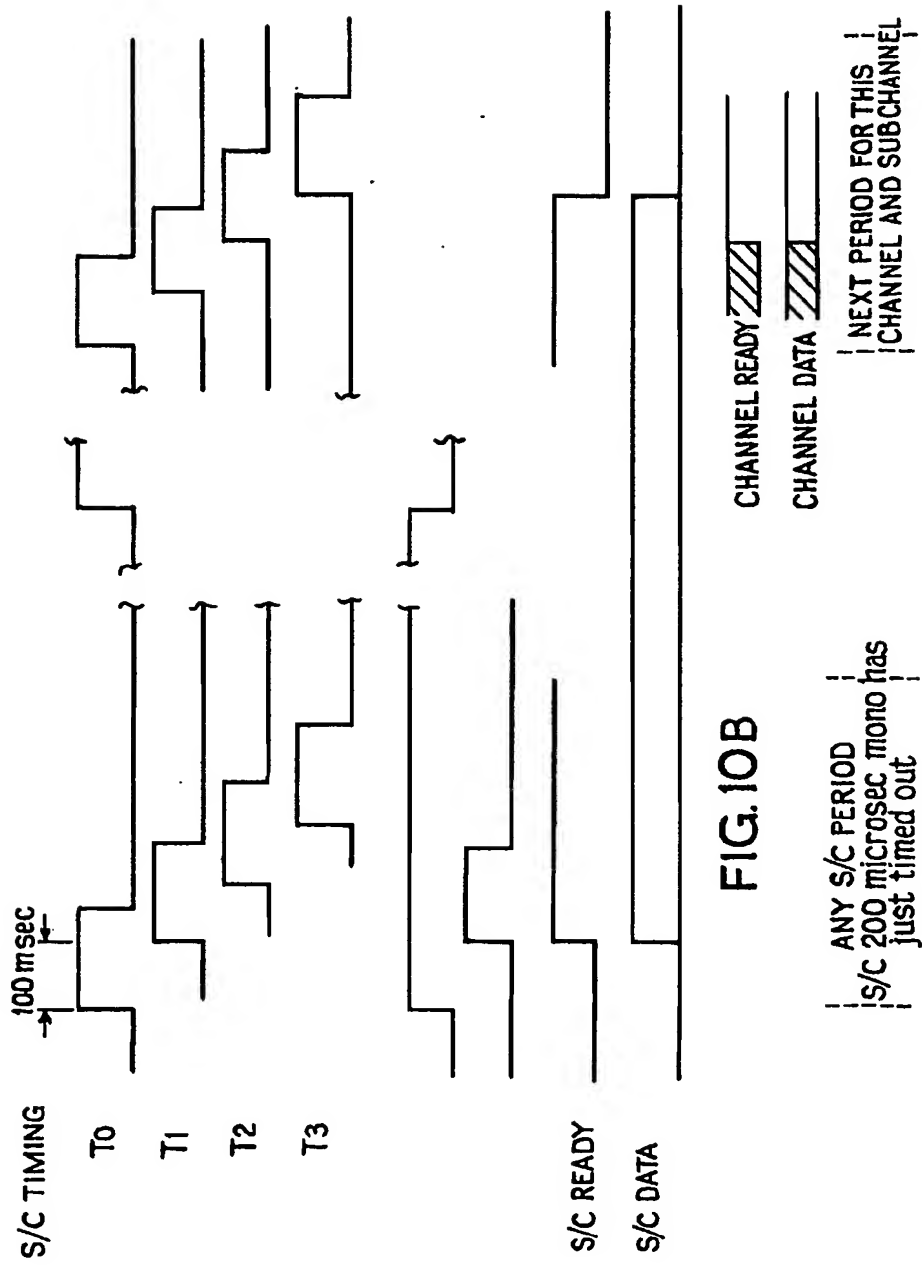 S/C TIMING
100 msec
T0
T1
T2
T3
S/C READY
S/C DATA
FIG. 10B
ANY S/C PERIOD
S/C 200 microsec mono has
just timed out
CHANNEL READY
CHANNEL DATA
NEXT PERIOD FOR THIS
CHANNEL AND SUBCHANNEL